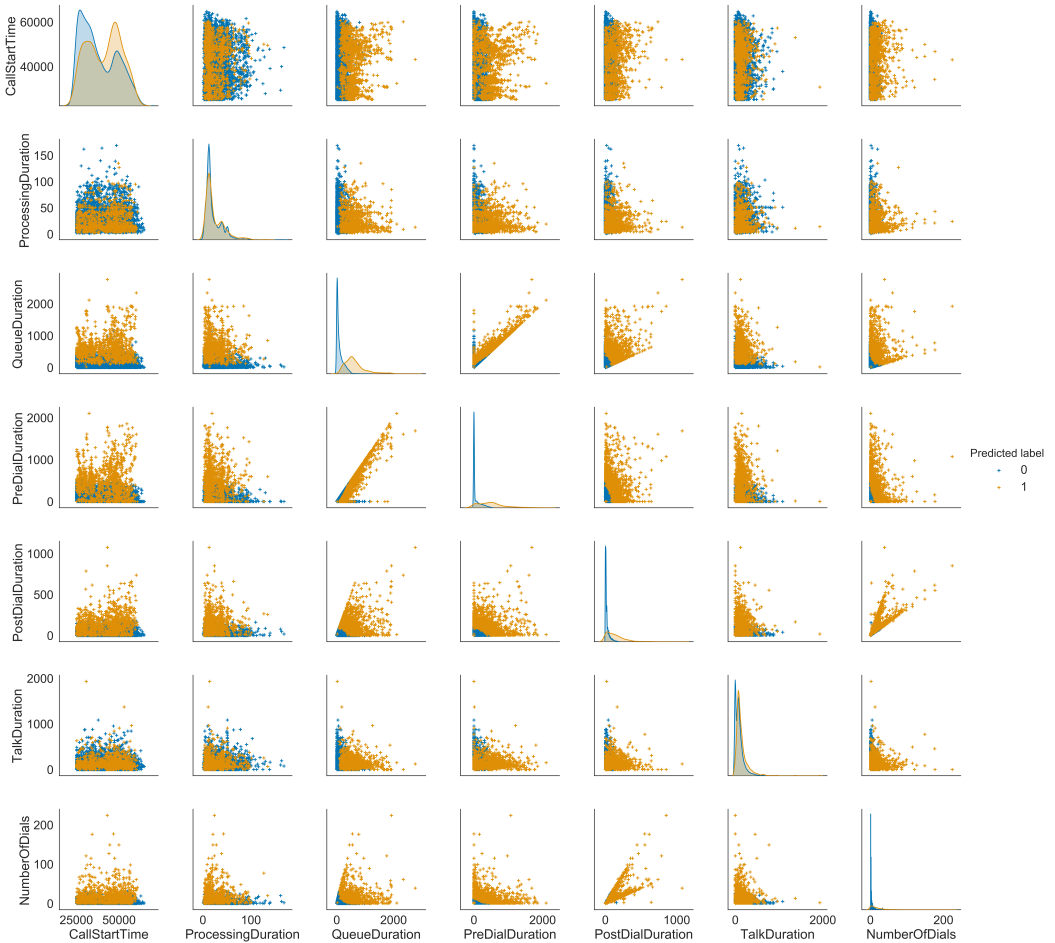 CallStartTime
60000
40000
ProcessingDuration
150
100
50
0
QueueDuration
2000
1000
0
PreDialDuration
2000
1000
0
Predicted label
0
1
PostDialDuration
1000
500
0
TalkDuration
2000
1000
0
NumberOfDials
200
100
0
25000 50000 0 100 0 2000 0 2000 0 1000 0 2000 0 200
CallStartTime ProcessingDuration QueueDuration PreDialDuration PostDialDuration TalkDuration NumberOfDials